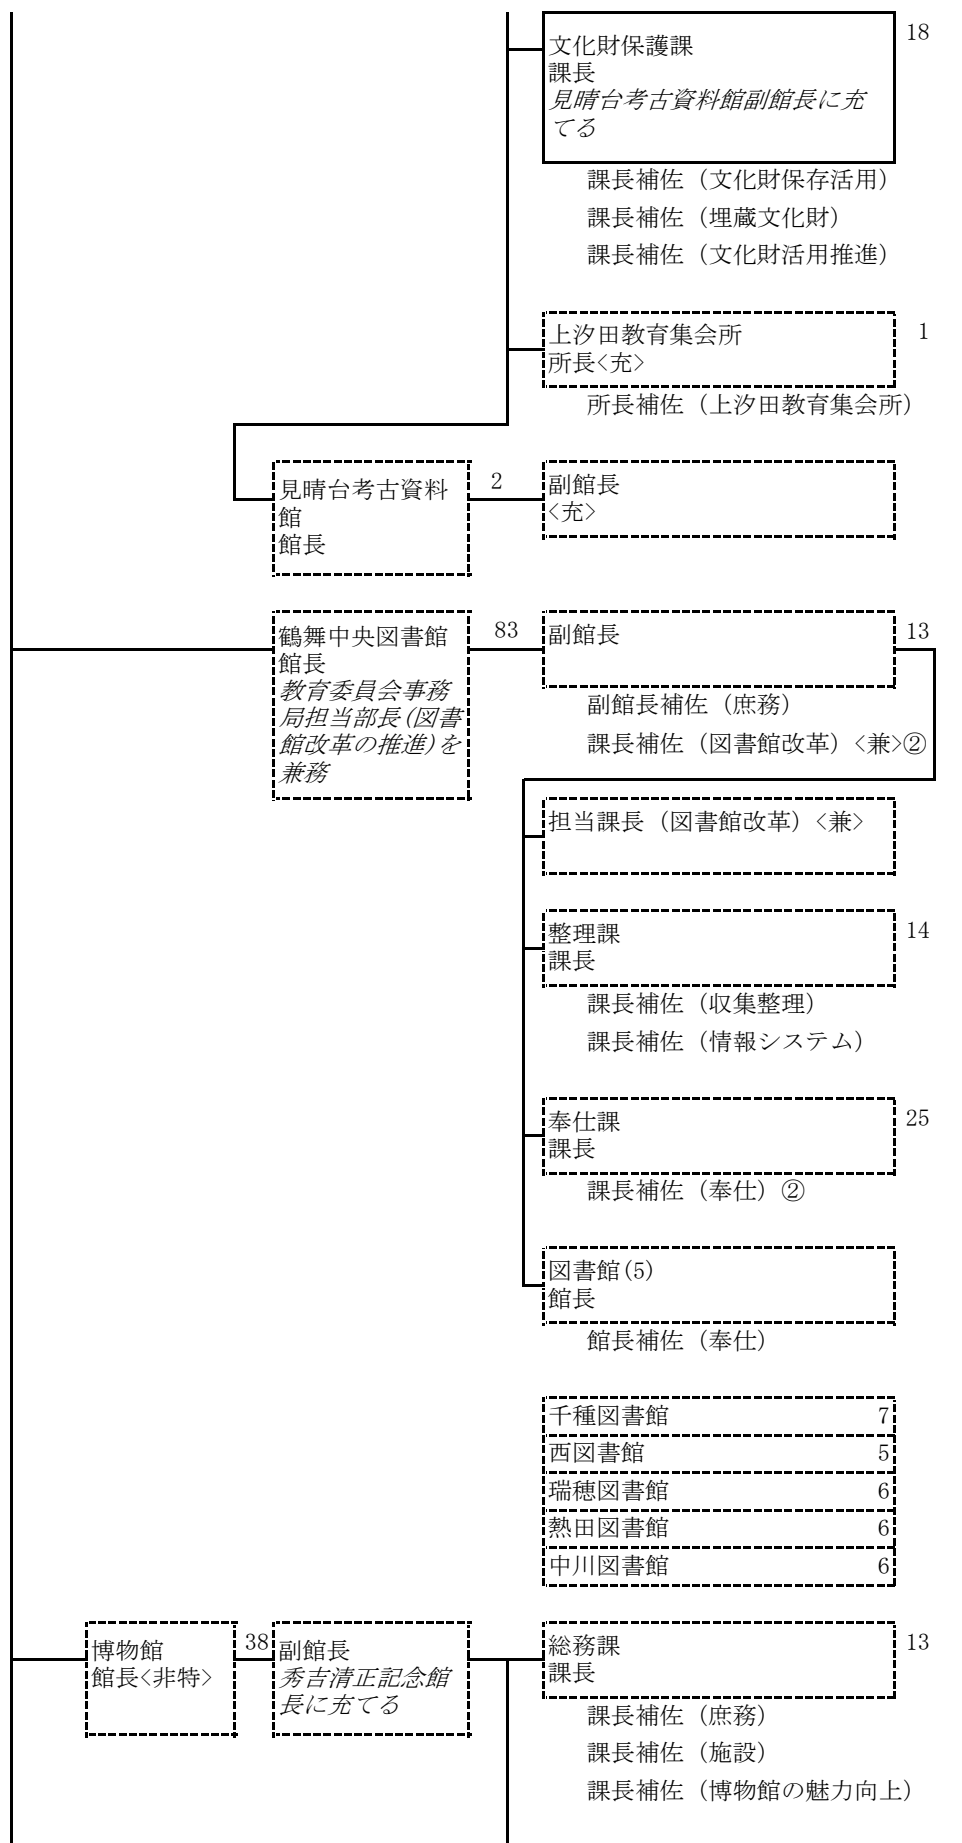 文化財保護課 18
課長
見晴台考古資料館副館長に充
てる
課長補佐（文化財保存活用）
課長補佐（埋蔵文化財）
課長補佐（文化財活用推進）
上汐田教育集会所 1
所長<充>
所長補佐（上汐田教育集会所）
見晴台考古資料
館
館長
2
副館長
<充>
鶴舞中央図書館
館長
教育委員会事務
局担当部長(図書
館改革の推進)を
兼務
83
副館長 13
副館長補佐（庶務）
課長補佐（図書館改革）<兼>②
担当課長（図書館改革）<兼>
整理課 14
課長
課長補佐（収集整理）
課長補佐（情報システム）
奉仕課 25
課長
課長補佐（奉仕）②
図書館(5)
館長
館長補佐（奉仕）
千種図書館 7
西図書館 5
瑞穂図書館 6
熱田図書館 6
中川図書館 6
博物館
館長<非特>
38
副館長
秀吉清正記念館
長に充てる
総務課 13
課長
課長補佐（庶務）
課長補佐（施設）
課長補佐（博物館の魅力向上）